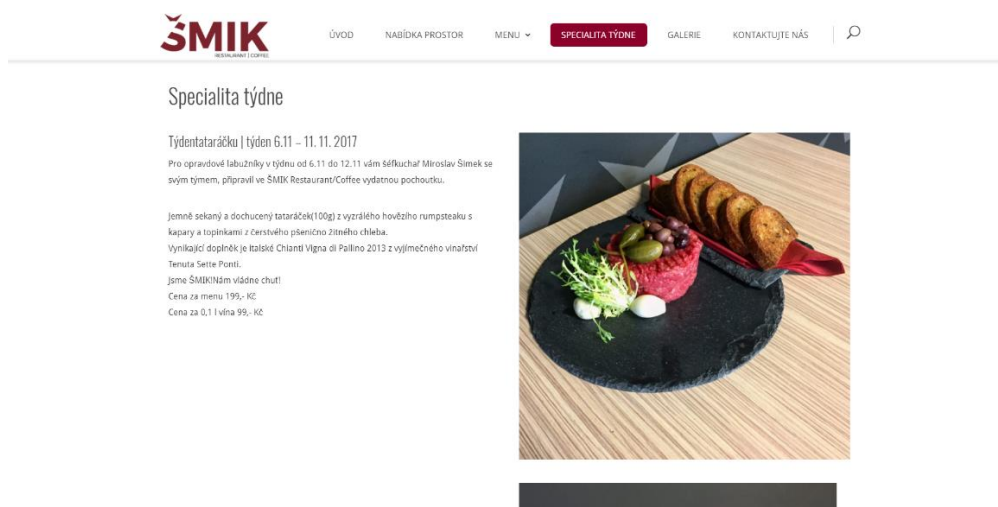 ŠMIK
RESTAURANT | COFFEE
ÚVOD
NABÍDKA PROSTOR
MENU
SPECIALITA TÝDNE
GALERIE
KONTAKTUJTE NÁS
Specialita týdne
Týdentataráčku | týden 6.11 – 11. 11. 2017
Pro opravdové labužníky v týdnu od 6.11 do 12.11 vám šéfkuchař Miroslav Šimek se
svým týmem, připravil ve ŠMIK Restaurant/Coffee vydatnou pochoutku.
Jemně sekaný a dochucený tataráček(100g) z vyzrálého hovězího rumpsteaku s
kapary a topinkami z čerstvého pšenično žitného chleba.
Vynikající doplněk je italské Chianti Vigna di Pallino 2013 z vyjímečného vinařství
Tenuta Sette Ponti.
Jsme ŠMIK!Nám vládne chuť!
Cena za menu 199,- Kč
Cena za 0,1 l vína 99,- Kč